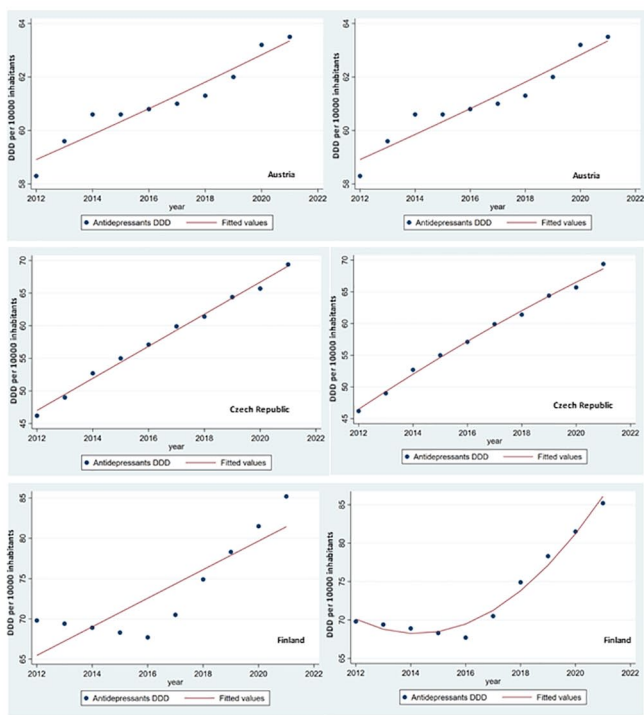 DDD per 10000 inhabitants
64
62
60
58
2012 2014 2016 2018 2020 2022
year
Austria
Antidepressants DDD Fitted values
DDD per 10000 inhabitants
64
62
60
58
2012 2014 2016 2018 2020 2022
year
Austria
Antidepressants DDD Fitted values
DDD per 10000 inhabitants
70
65
60
55
50
45
2012 2014 2016 2018 2020 2022
year
Czech Republic
Antidepressants DDD Fitted values
DDD per 10000 inhabitants
70
65
60
55
50
45
2012 2014 2016 2018 2020 2022
year
Czech Republic
Antidepressants DDD Fitted values
DDD per 10000 inhabitants
85
80
75
70
65
2012 2014 2016 2018 2020 2022
year
Finland
Antidepressants DDD Fitted values
DDD per 10000 inhabitants
85
80
75
70
65
2012 2014 2016 2018 2020 2022
year
Finland
Antidepressants DDD Fitted values